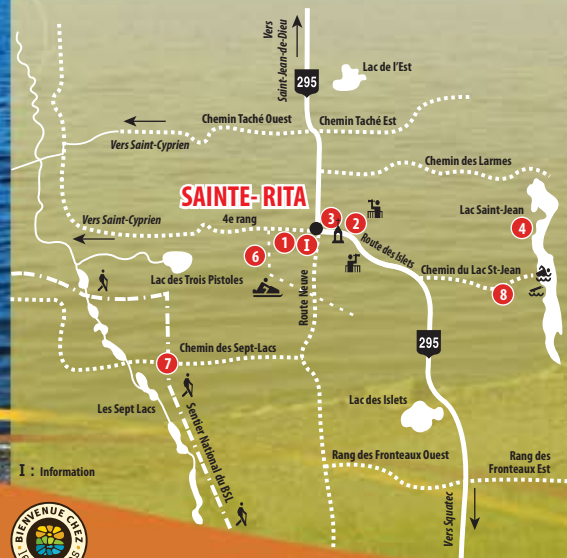 Vers
Saint-Jean-de-Dieu
295
Lac de l'Est
Chemin Taché Ouest
Chemin Taché Est
Vers Saint-Cyprien
Chemin des Larmes
SAINTE-RITA
Lac Saint-Jean
Vers Saint-Cyprien
4e rang
3
2
4
1
I
6
Route des Islets
Chemin du Lac St-Jean
Lac des Trois Pistoles
Route Neuve
8
295
Chemin des Sept-Lacs
7
Les Sept Lacs
Sentier National du BSL
Lac des Islets
Rang des Fronteaux Ouest
Rang des
Fronteaux Est
I : Information
Vers Squatec
BIENVENUE CHEZ